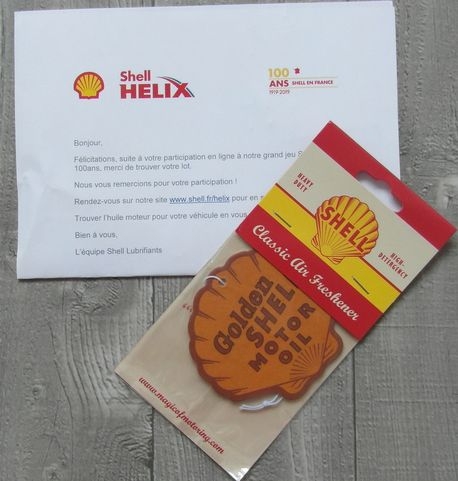 Shell
HELIX
100
ANS SHELL EN FRANCE
1919-2019
Bonjour,
Félicitations, suite à votre participation en ligne à notre grand jeu S
100ans, merci de trouver votre lot.
Nous vous remercions pour votre participation !
Rendez-vous sur notre site www.shell.fr/helix pour en
Trouver l'huile moteur pour votre véhicule en vous
Bien à vous,
L'équipe Shell Lubrifiants
HEAVY
DUTY
SHELL
HIGH-
DETERGENCY
Classic Air Freshener
Golden
SHELL
MOTOR
OIL
www.magicofmotoring.com